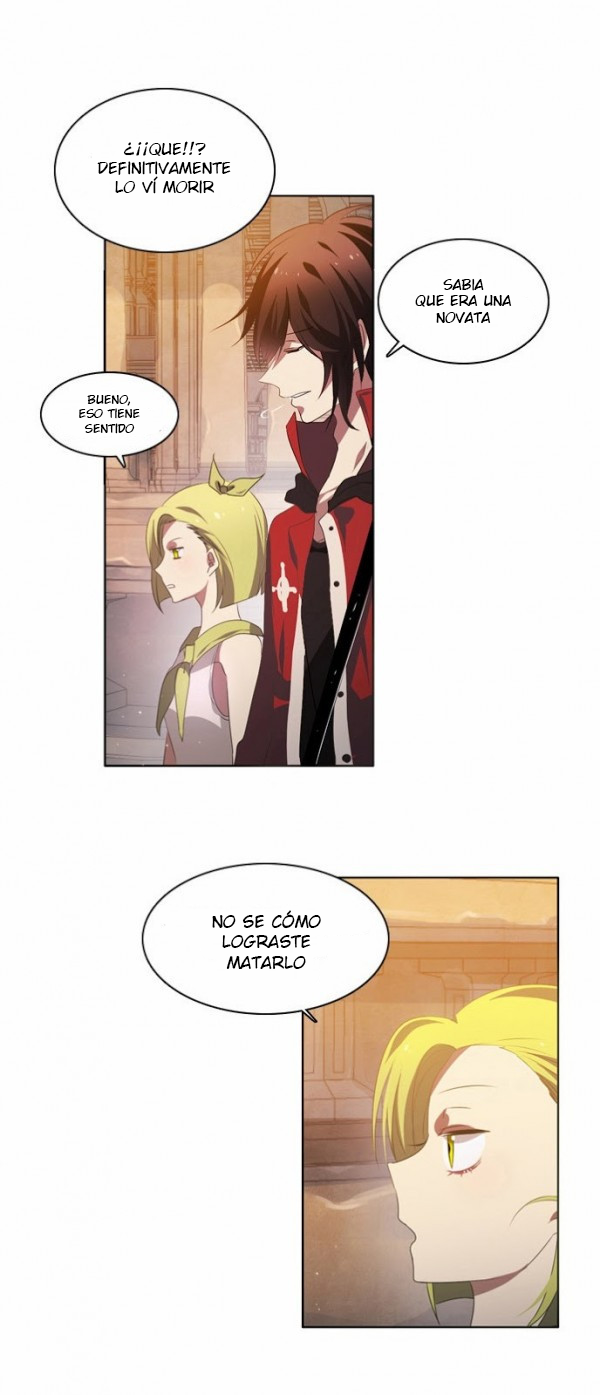 ¿¡¡QUE!!?
DEFINITIVAMENTE
LO VÍ MORIR
SABIA
QUE ERA UNA
NOVATA
BUENO,
ESO TIENE
SENTIDO
NO SE CÓMO
LOGRASTE
MATARLO